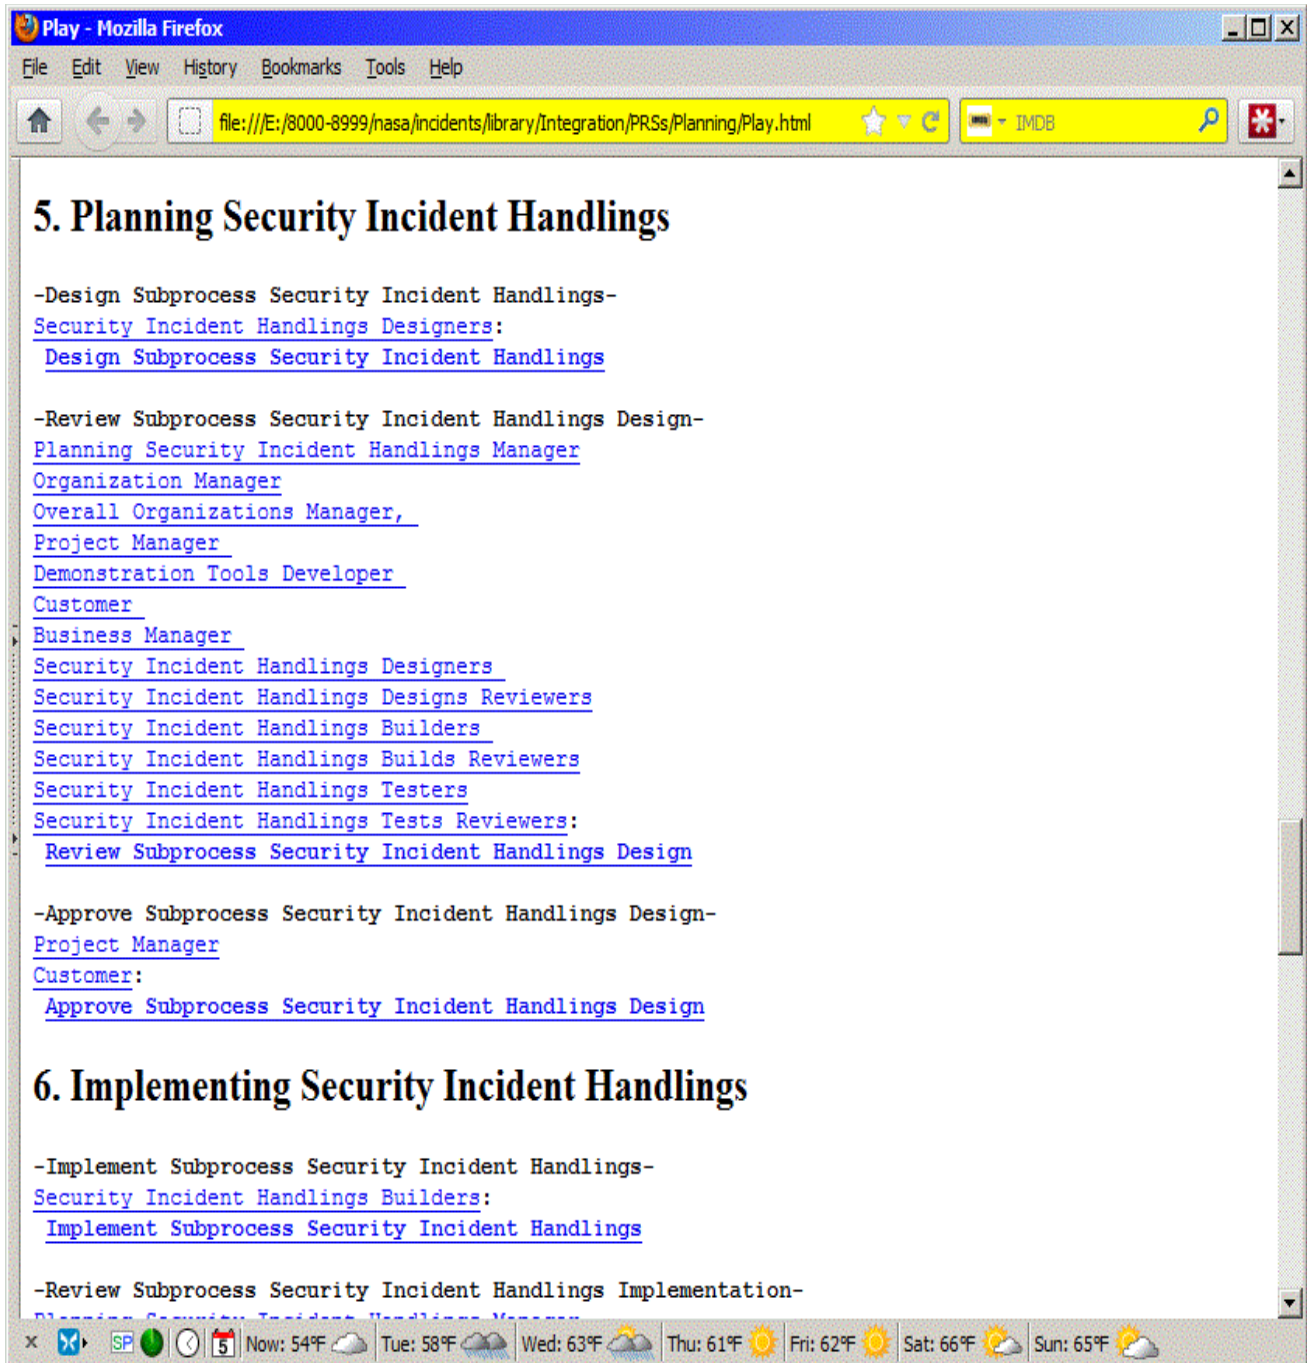 Play - Mozilla Firefox
File Edit View History Bookmarks Tools Help
file:///E:/8000-8999/nasa/incidents/library/Integration/PRSs/Planning/Play.html IMDB
5. Planning Security Incident Handlings
-Design Subprocess Security Incident Handlings-
Security Incident Handlings Designers:
Design Subprocess Security Incident Handlings
-Review Subprocess Security Incident Handlings Design-
Planning Security Incident Handlings Manager
Organization Manager
Overall Organizations Manager,
Project Manager
Demonstration Tools Developer
Customer
Business Manager
Security Incident Handlings Designers
Security Incident Handlings Designs Reviewers
Security Incident Handlings Builders
Security Incident Handlings Builds Reviewers
Security Incident Handlings Testers
Security Incident Handlings Tests Reviewers:
Review Subprocess Security Incident Handlings Design
-Approve Subprocess Security Incident Handlings Design-
Project Manager
Customer:
Approve Subprocess Security Incident Handlings Design
6. Implementing Security Incident Handlings
-Implement Subprocess Security Incident Handlings-
Security Incident Handlings Builders:
Implement Subprocess Security Incident Handlings
-Review Subprocess Security Incident Handlings Implementation-
Planning Security Incident Handlings Manager
x SP 5 Now: 54°F Tue: 58°F Wed: 63°F Thu: 61°F Fri: 62°F Sat: 66°F Sun: 65°F